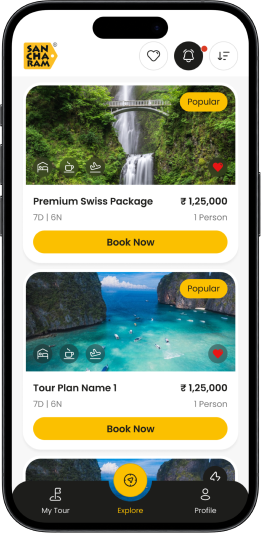 SAN
CHA
RAM
®
Popular
Premium Swiss Package ₹ 1,25,000
7D | 6N 1 Person
Book Now
Popular
Tour Plan Name 1 ₹ 1,25,000
7D | 6N 1 Person
Book Now
My Tour Explore Profile